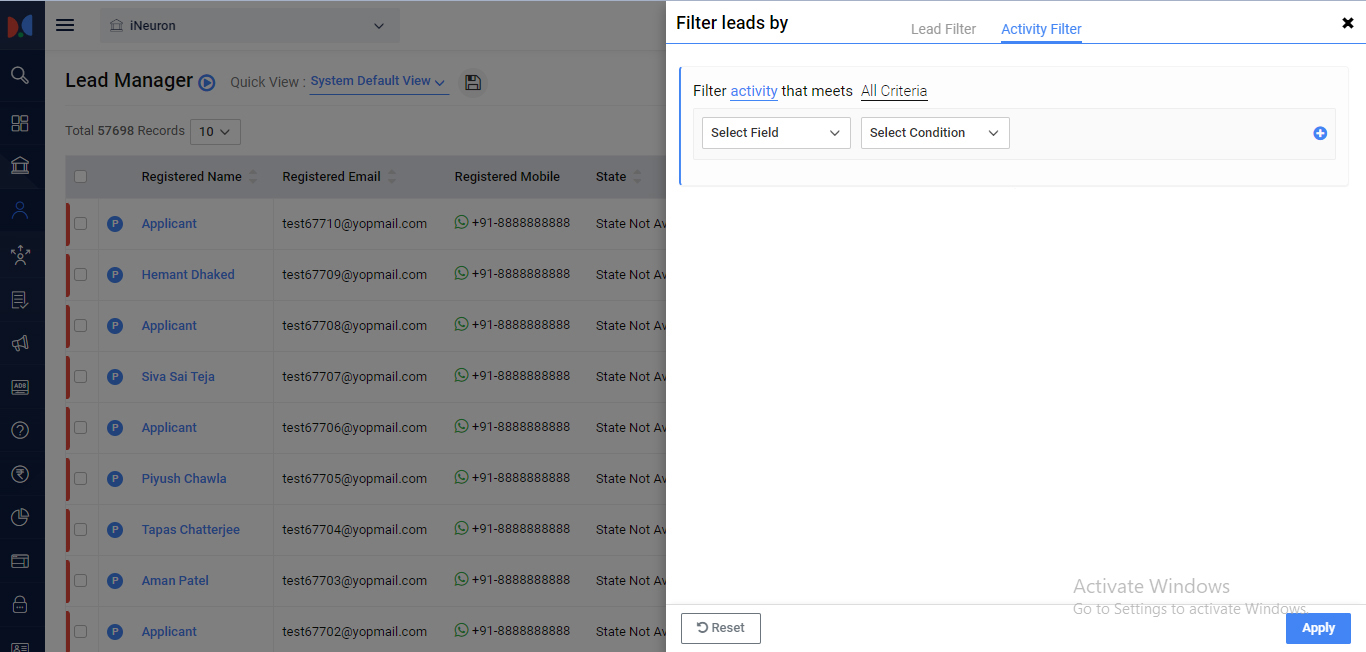 iNeuron
Filter leads by
Lead Filter
Activity Filter
Lead Manager
Quick View : System Default View
Filter activity that meets All Criteria
Select Field
Select Condition
Total 57698 Records
10
Registered Name
Registered Email
Registered Mobile
State
P Applicant test67710@yopmail.com +91-8888888888 State Not Av
P Hemant Dhaked test67709@yopmail.com +91-8888888888 State Not Av
P Applicant test67708@yopmail.com +91-8888888888 State Not Av
P Siva Sai Teja test67707@yopmail.com +91-8888888888 State Not Av
P Applicant test67706@yopmail.com +91-8888888888 State Not Av
P Piyush Chawla test67705@yopmail.com +91-8888888888 State Not Av
P Tapas Chatterjee test67704@yopmail.com +91-8888888888 State Not Av
P Aman Patel test67703@yopmail.com +91-8888888888 State Not Av
P Applicant test67702@yopmail.com +91-8888888888 State Not Av
Activate Windows
Go to Settings to activate Windows.
Reset
Apply